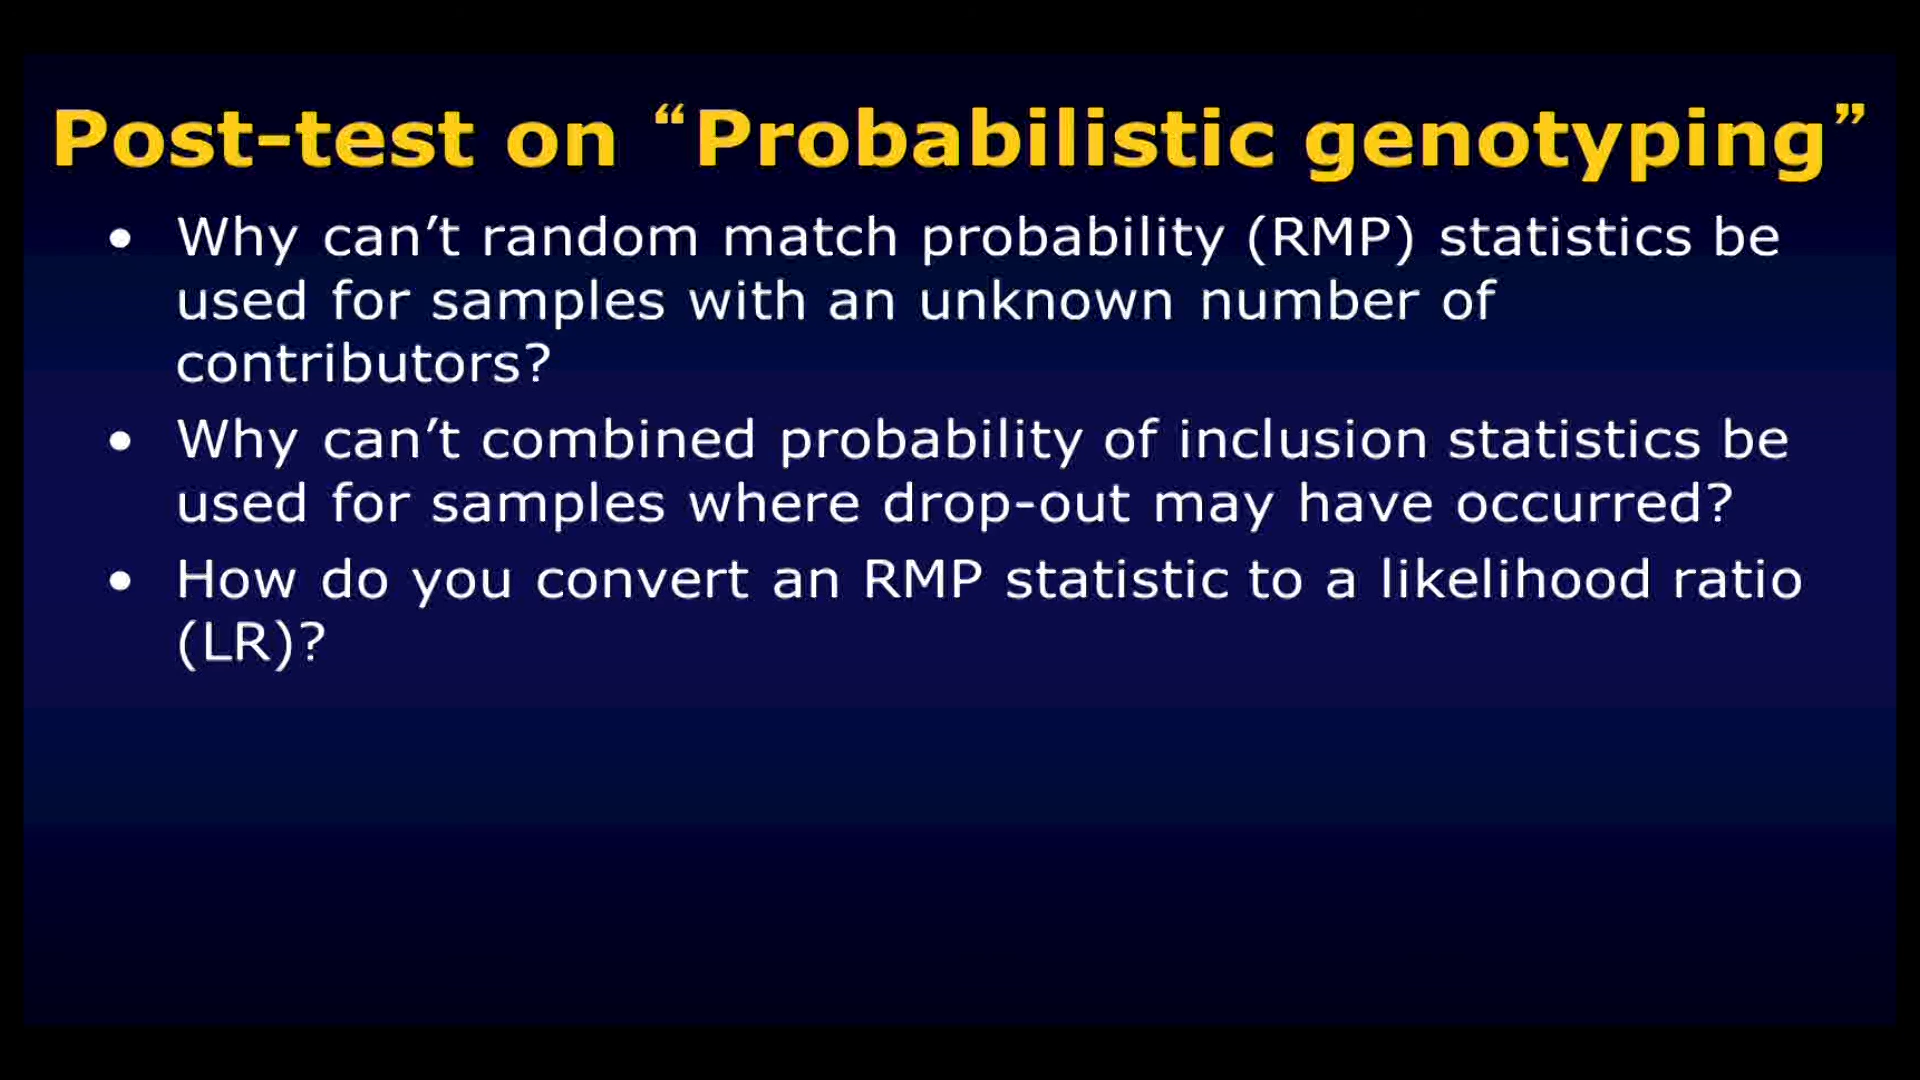 Post-test on “Probabilistic genotyping”
• Why can’t random match probability (RMP) statistics be
used for samples with an unknown number of
contributors?
• Why can’t combined probability of inclusion statistics be
used for samples where drop-out may have occurred?
• How do you convert an RMP statistic to a likelihood ratio
(LR)?